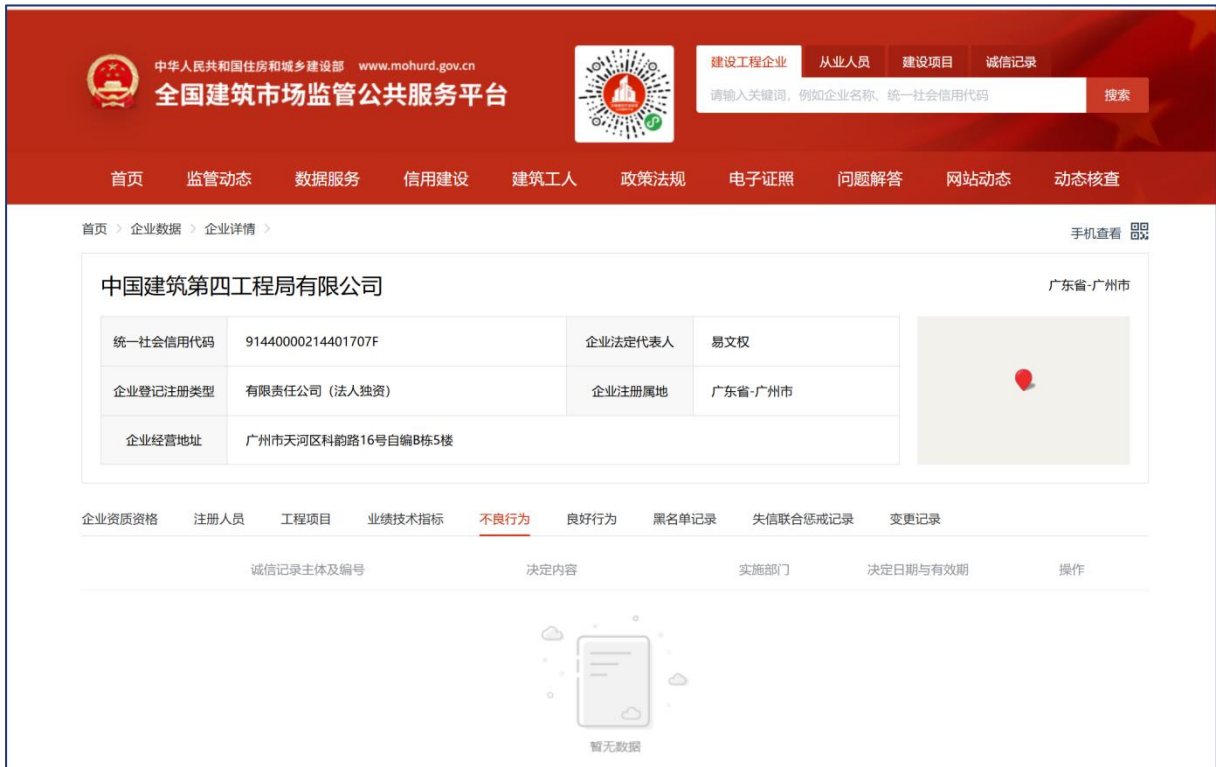 中华人民共和国住房和城乡建设部 www.mohurd.gov.cn
全国建筑市场监管公共服务平台
建设工程企业 从业人员 建设项目 诚信记录
请输入关键词，例如企业名称、统一社会信用代码 搜索
首页 监管动态 数据服务 信用建设 建筑工人 政策法规 电子证照 问题解答 网站动态 动态核查
首页 > 企业数据 > 企业详情 >
手机查看
中国建筑第四工程局有限公司 广东省-广州市
统一社会信用代码 91440000214401707F 企业法定代表人 易文权
企业登记注册类型 有限责任公司（法人独资） 企业注册属地 广东省-广州市
企业经营地址 广州市天河区科韵路16号自编B栋5楼
企业资质资格 注册人员 工程项目 业绩技术指标 不良行为 良好行为 黑名单记录 失信联合惩戒记录 变更记录
诚信记录主体及编号 决定内容 实施部门 决定日期与有效期 操作
暂无数据